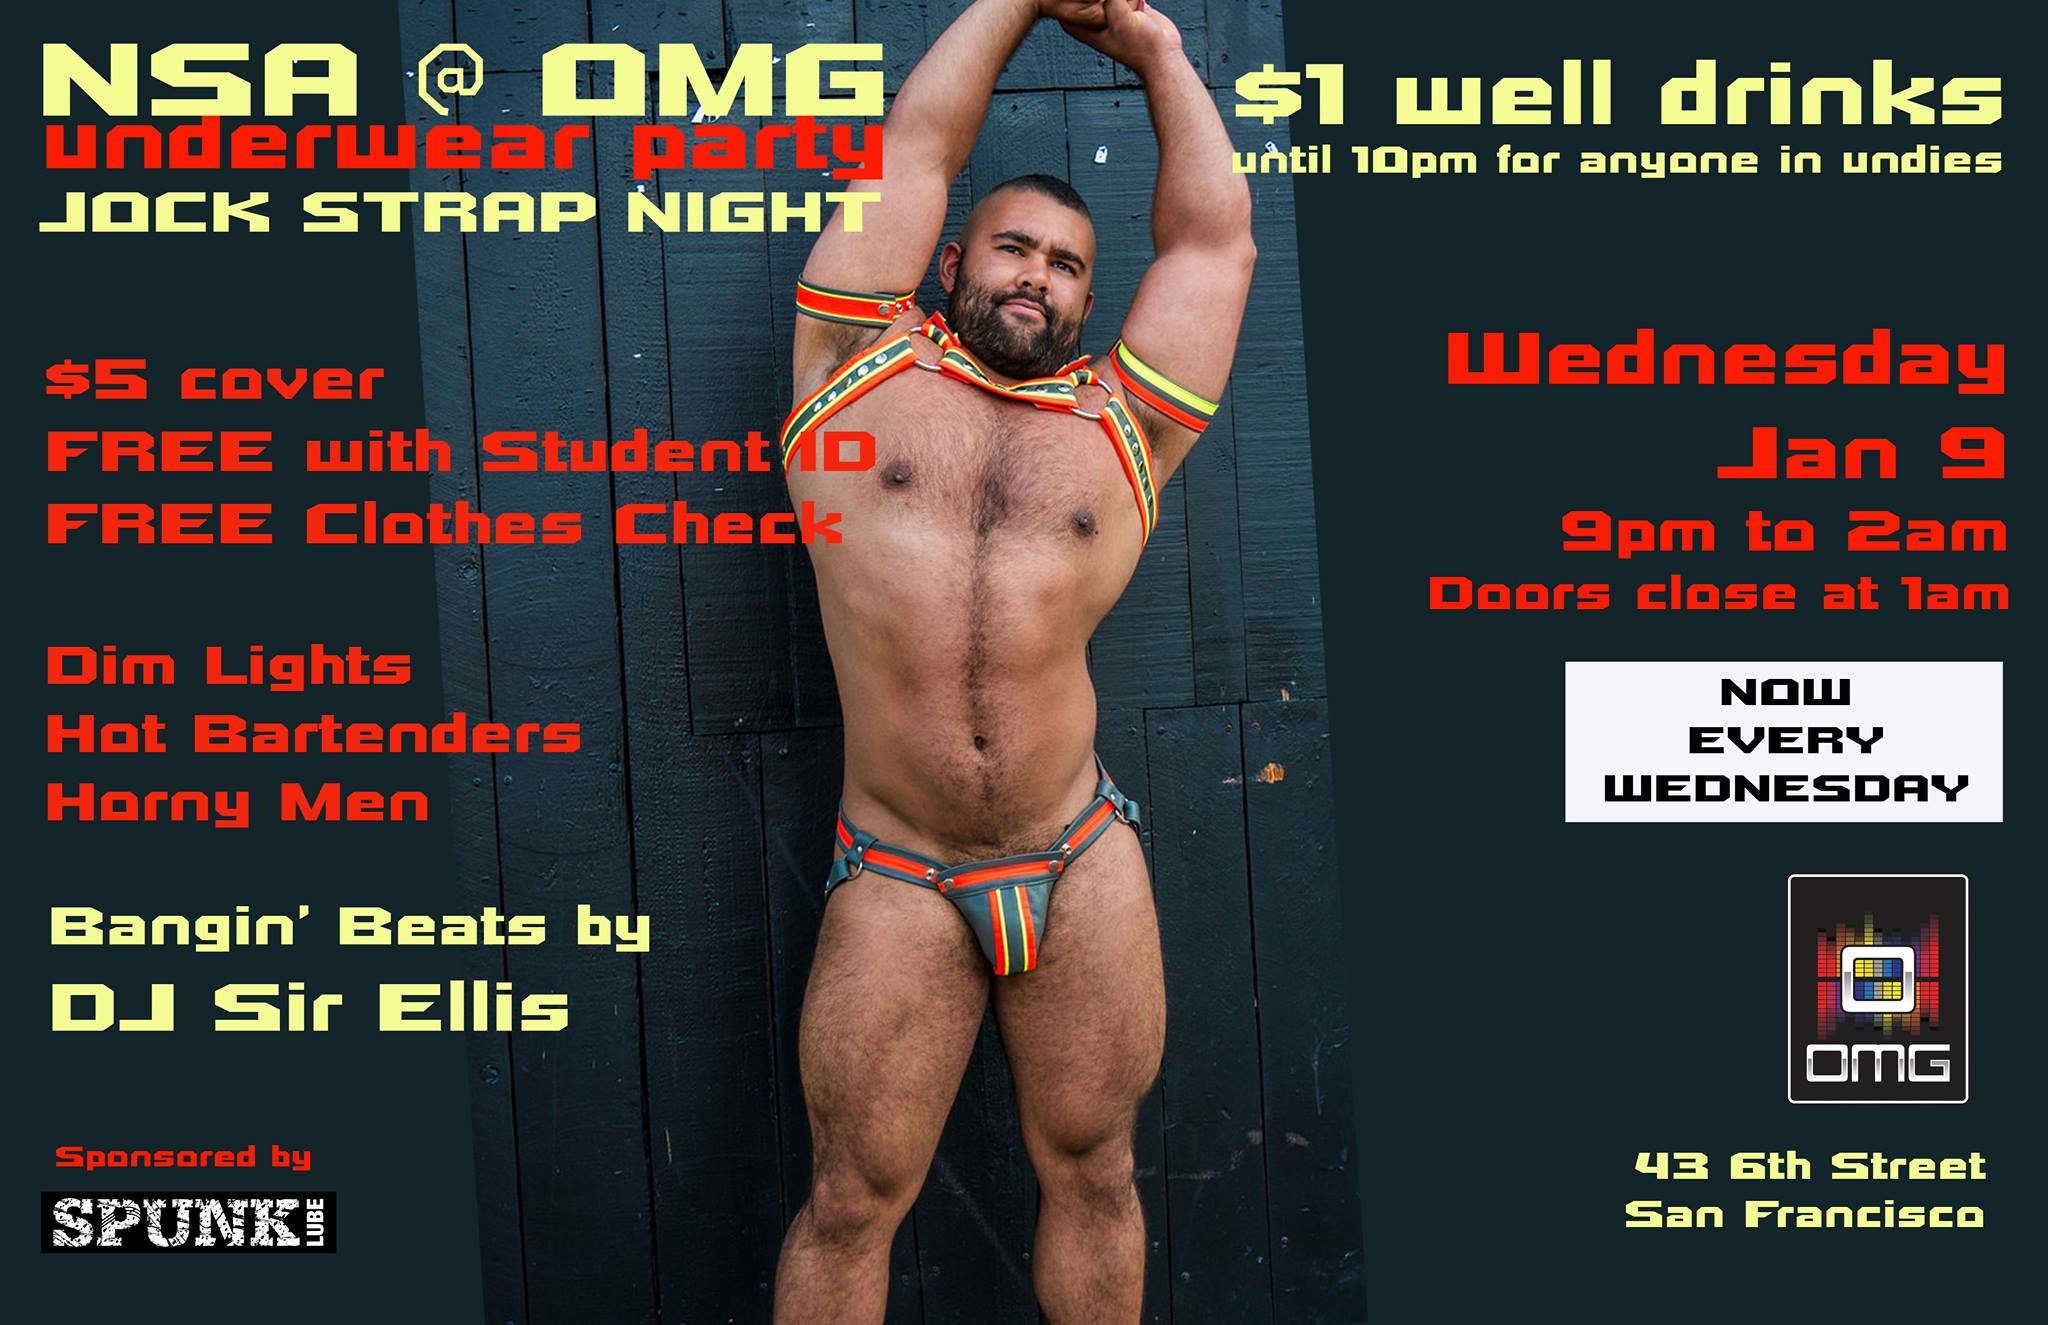 NSA @ OMG
underwear party
JOCK STRAP NIGHT
$5 cover
FREE with Student ID
FREE Clothes Check
Dim Lights
Hot Bartenders
Horny Men
Bangin' Beats by
DJ Sir Ellis
Sponsored by
SPUNK LUBE
$1 well drinks
until 10pm for anyone in undies
Wednesday
Jan 9
9pm to 2am
Doors close at 1am
NOW
EVERY
WEDNESDAY
OMG
43 6th Street
San Francisco